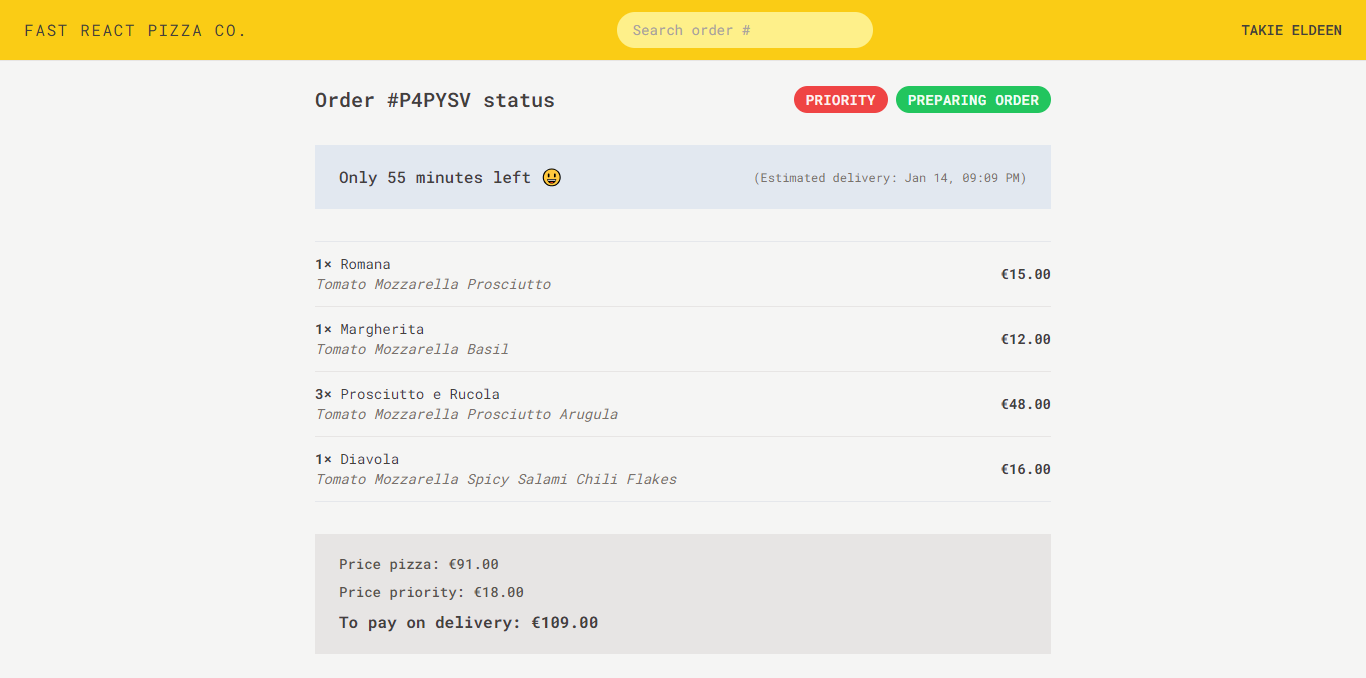 FAST REACT PIZZA CO.
Search order #
TAKIE ELDEEN
Order #P4PYSV status
PRIORITY
PREPARING ORDER
Only 55 minutes left 😃
(Estimated delivery: Jan 14, 09:09 PM)
1× Romana
Tomato Mozzarella Prosciutto
€15.00
1× Margherita
Tomato Mozzarella Basil
€12.00
3× Prosciutto e Rucola
Tomato Mozzarella Prosciutto Arugula
€48.00
1× Diavola
Tomato Mozzarella Spicy Salami Chili Flakes
€16.00
Price pizza: €91.00
Price priority: €18.00
To pay on delivery: €109.00